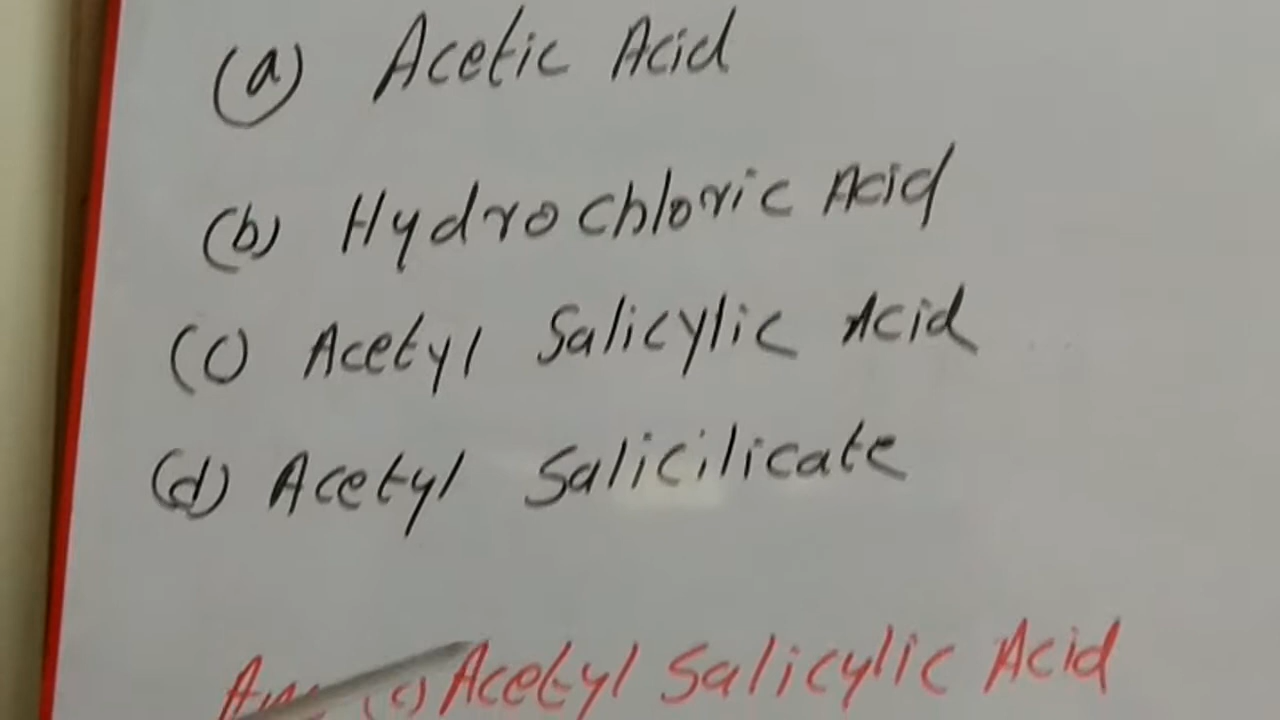 (a) Acetic Acid
(b) Hydrochloric Acid
(c) Acetyl Salicylic Acid
(d) Acetyl Salicilicate
(c) Acetyl Salicylic Acid